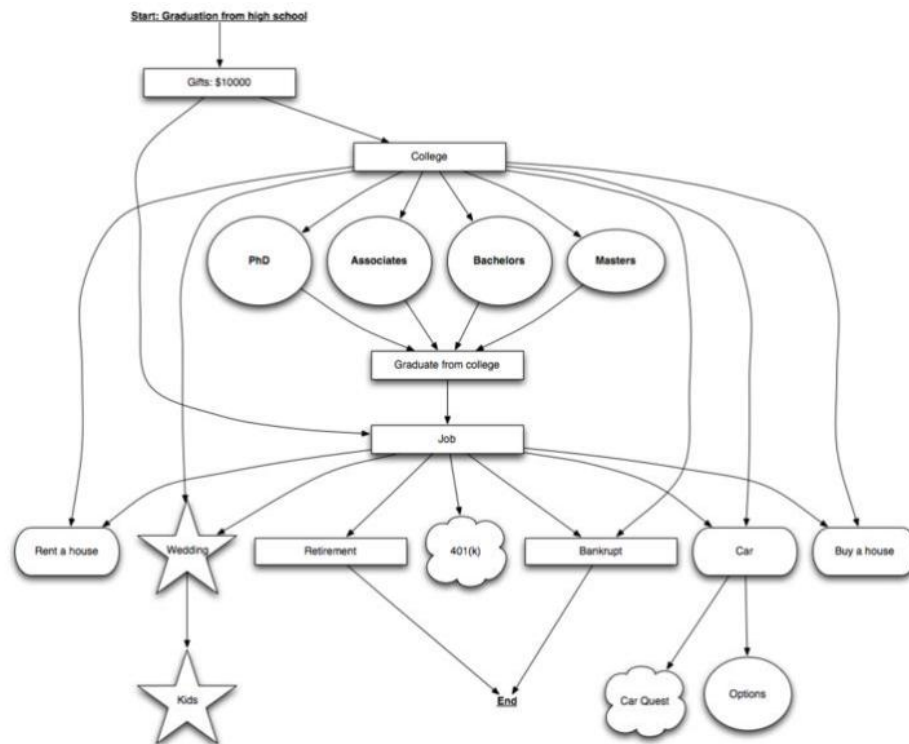 Start: Graduation from high school
Gifts: $10000
College
PhD
Associates
Bachelors
Masters
Graduate from college
Job
Rent a house
Wedding
Retirement
401(k)
Bankrupt
Car
Buy a house
Kids
End
Car Quest
Options